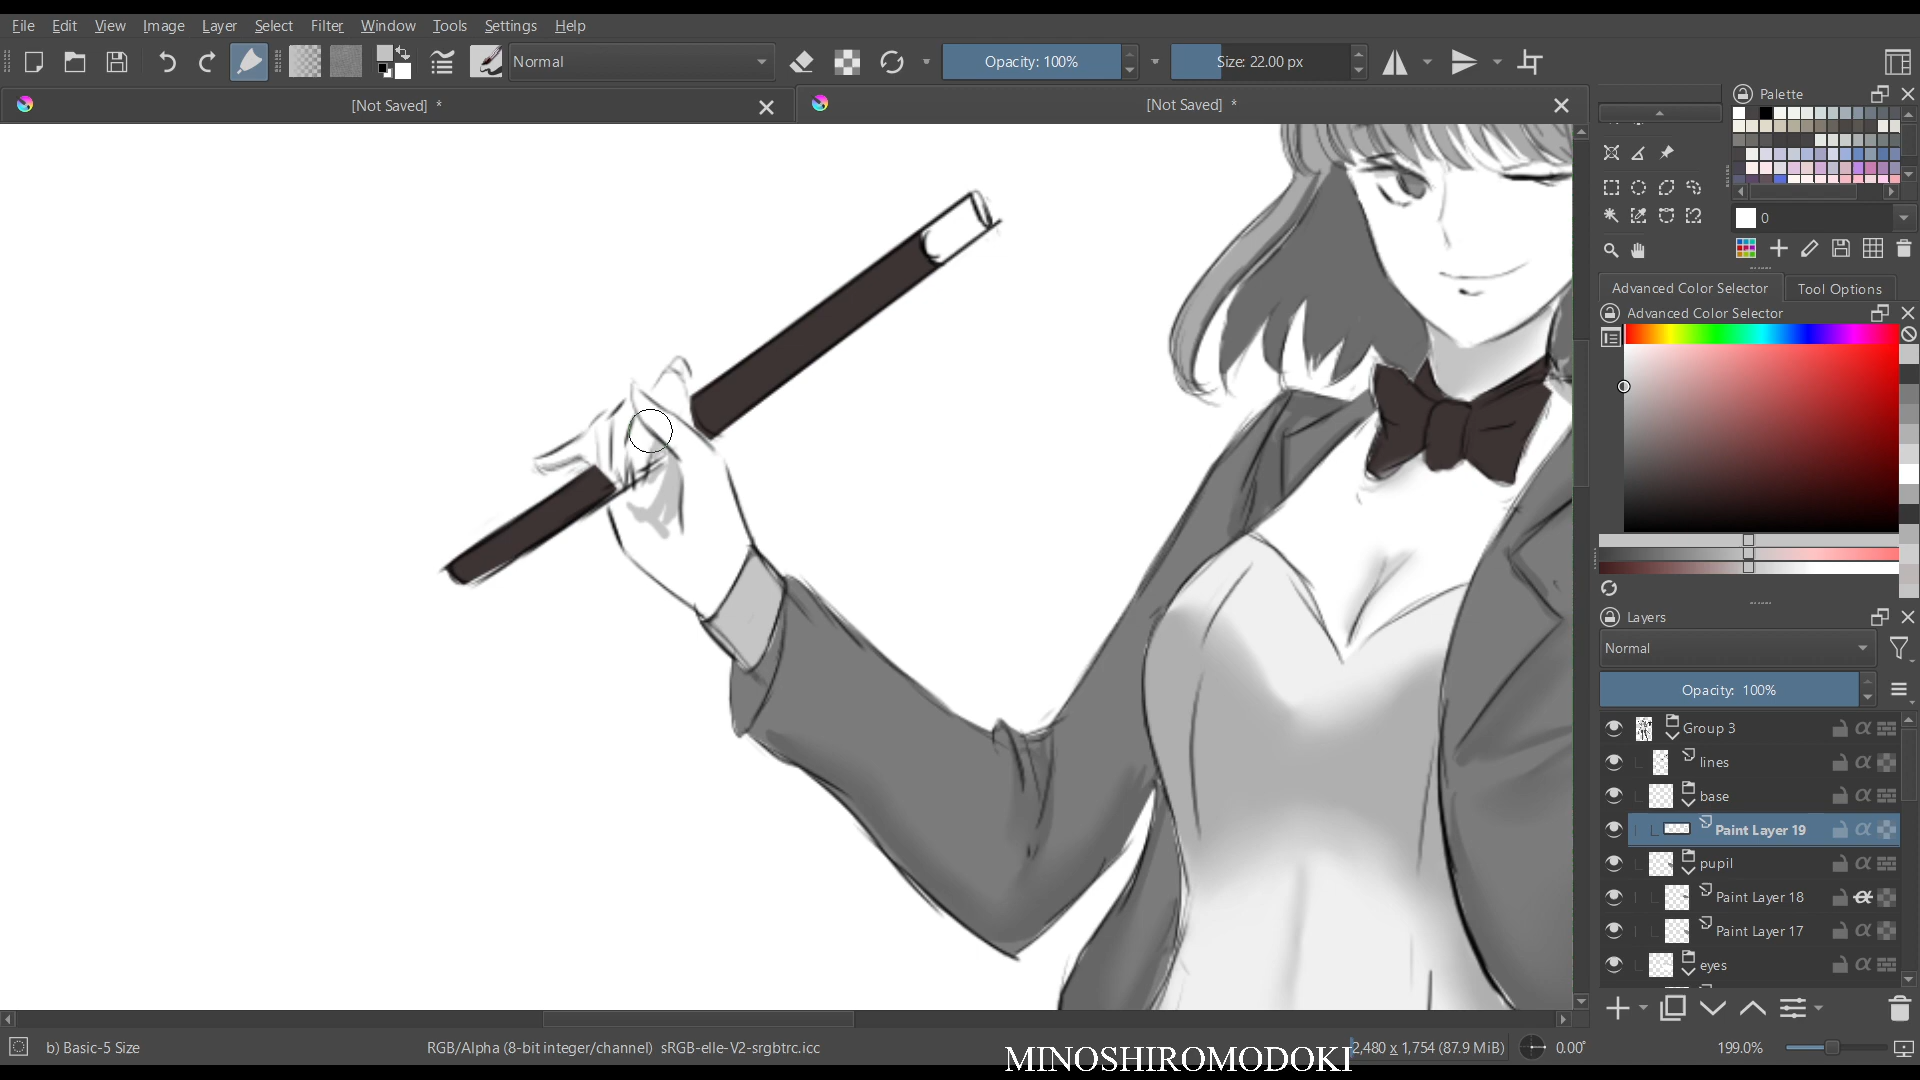 File Edit View Image Layer Select Filter Window Tools Settings Help
Normal
Opacity: 100%
Size: 22.00 px
[Not Saved] *
[Not Saved] *
Palette
0
Advanced Color Selector
Tool Options
Advanced Color Selector
Layers
Normal
Opacity: 100%
Group 3
lines
base
Paint Layer 19
pupil
Paint Layer 18
Paint Layer 17
eyes
b) Basic-5 Size
RGB/Alpha (8-bit integer/channel) sRGB-elle-V2-srgbtrc.icc
MINOSHIROMODOKI
2,480 x 1,754 (87.9 MiB)
0.00°
199.0%